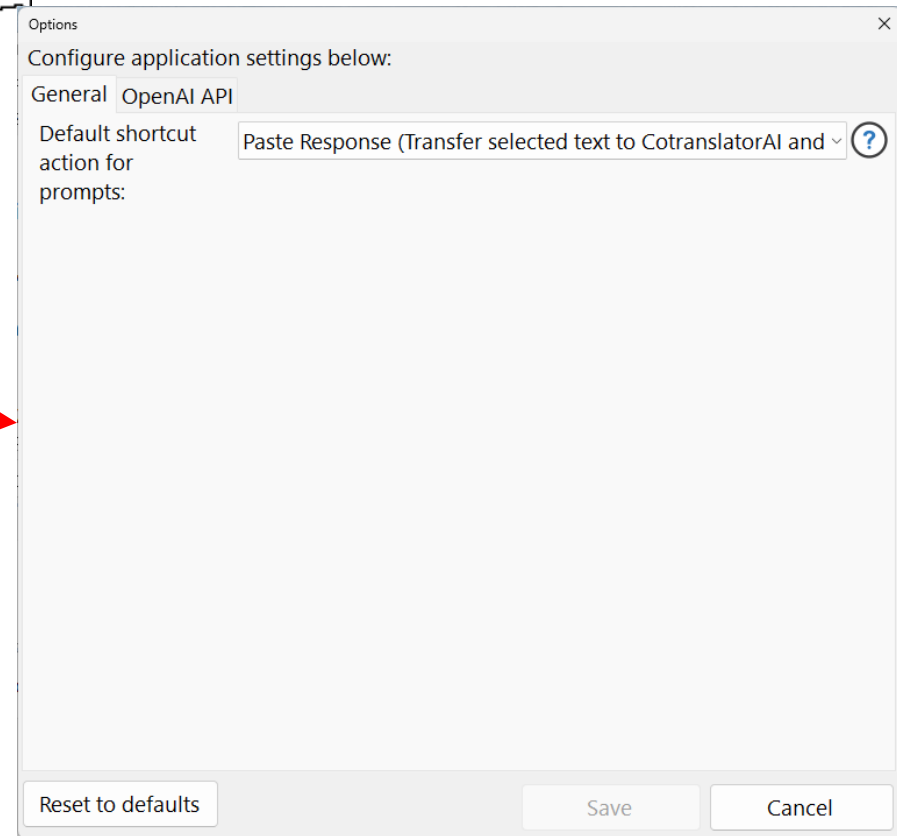 Options
Configure application settings below:
General OpenAI API
Default shortcut
action for
prompts:
Paste Response (Transfer selected text to CotranslatorAI and
?
Reset to defaults
Save
Cancel